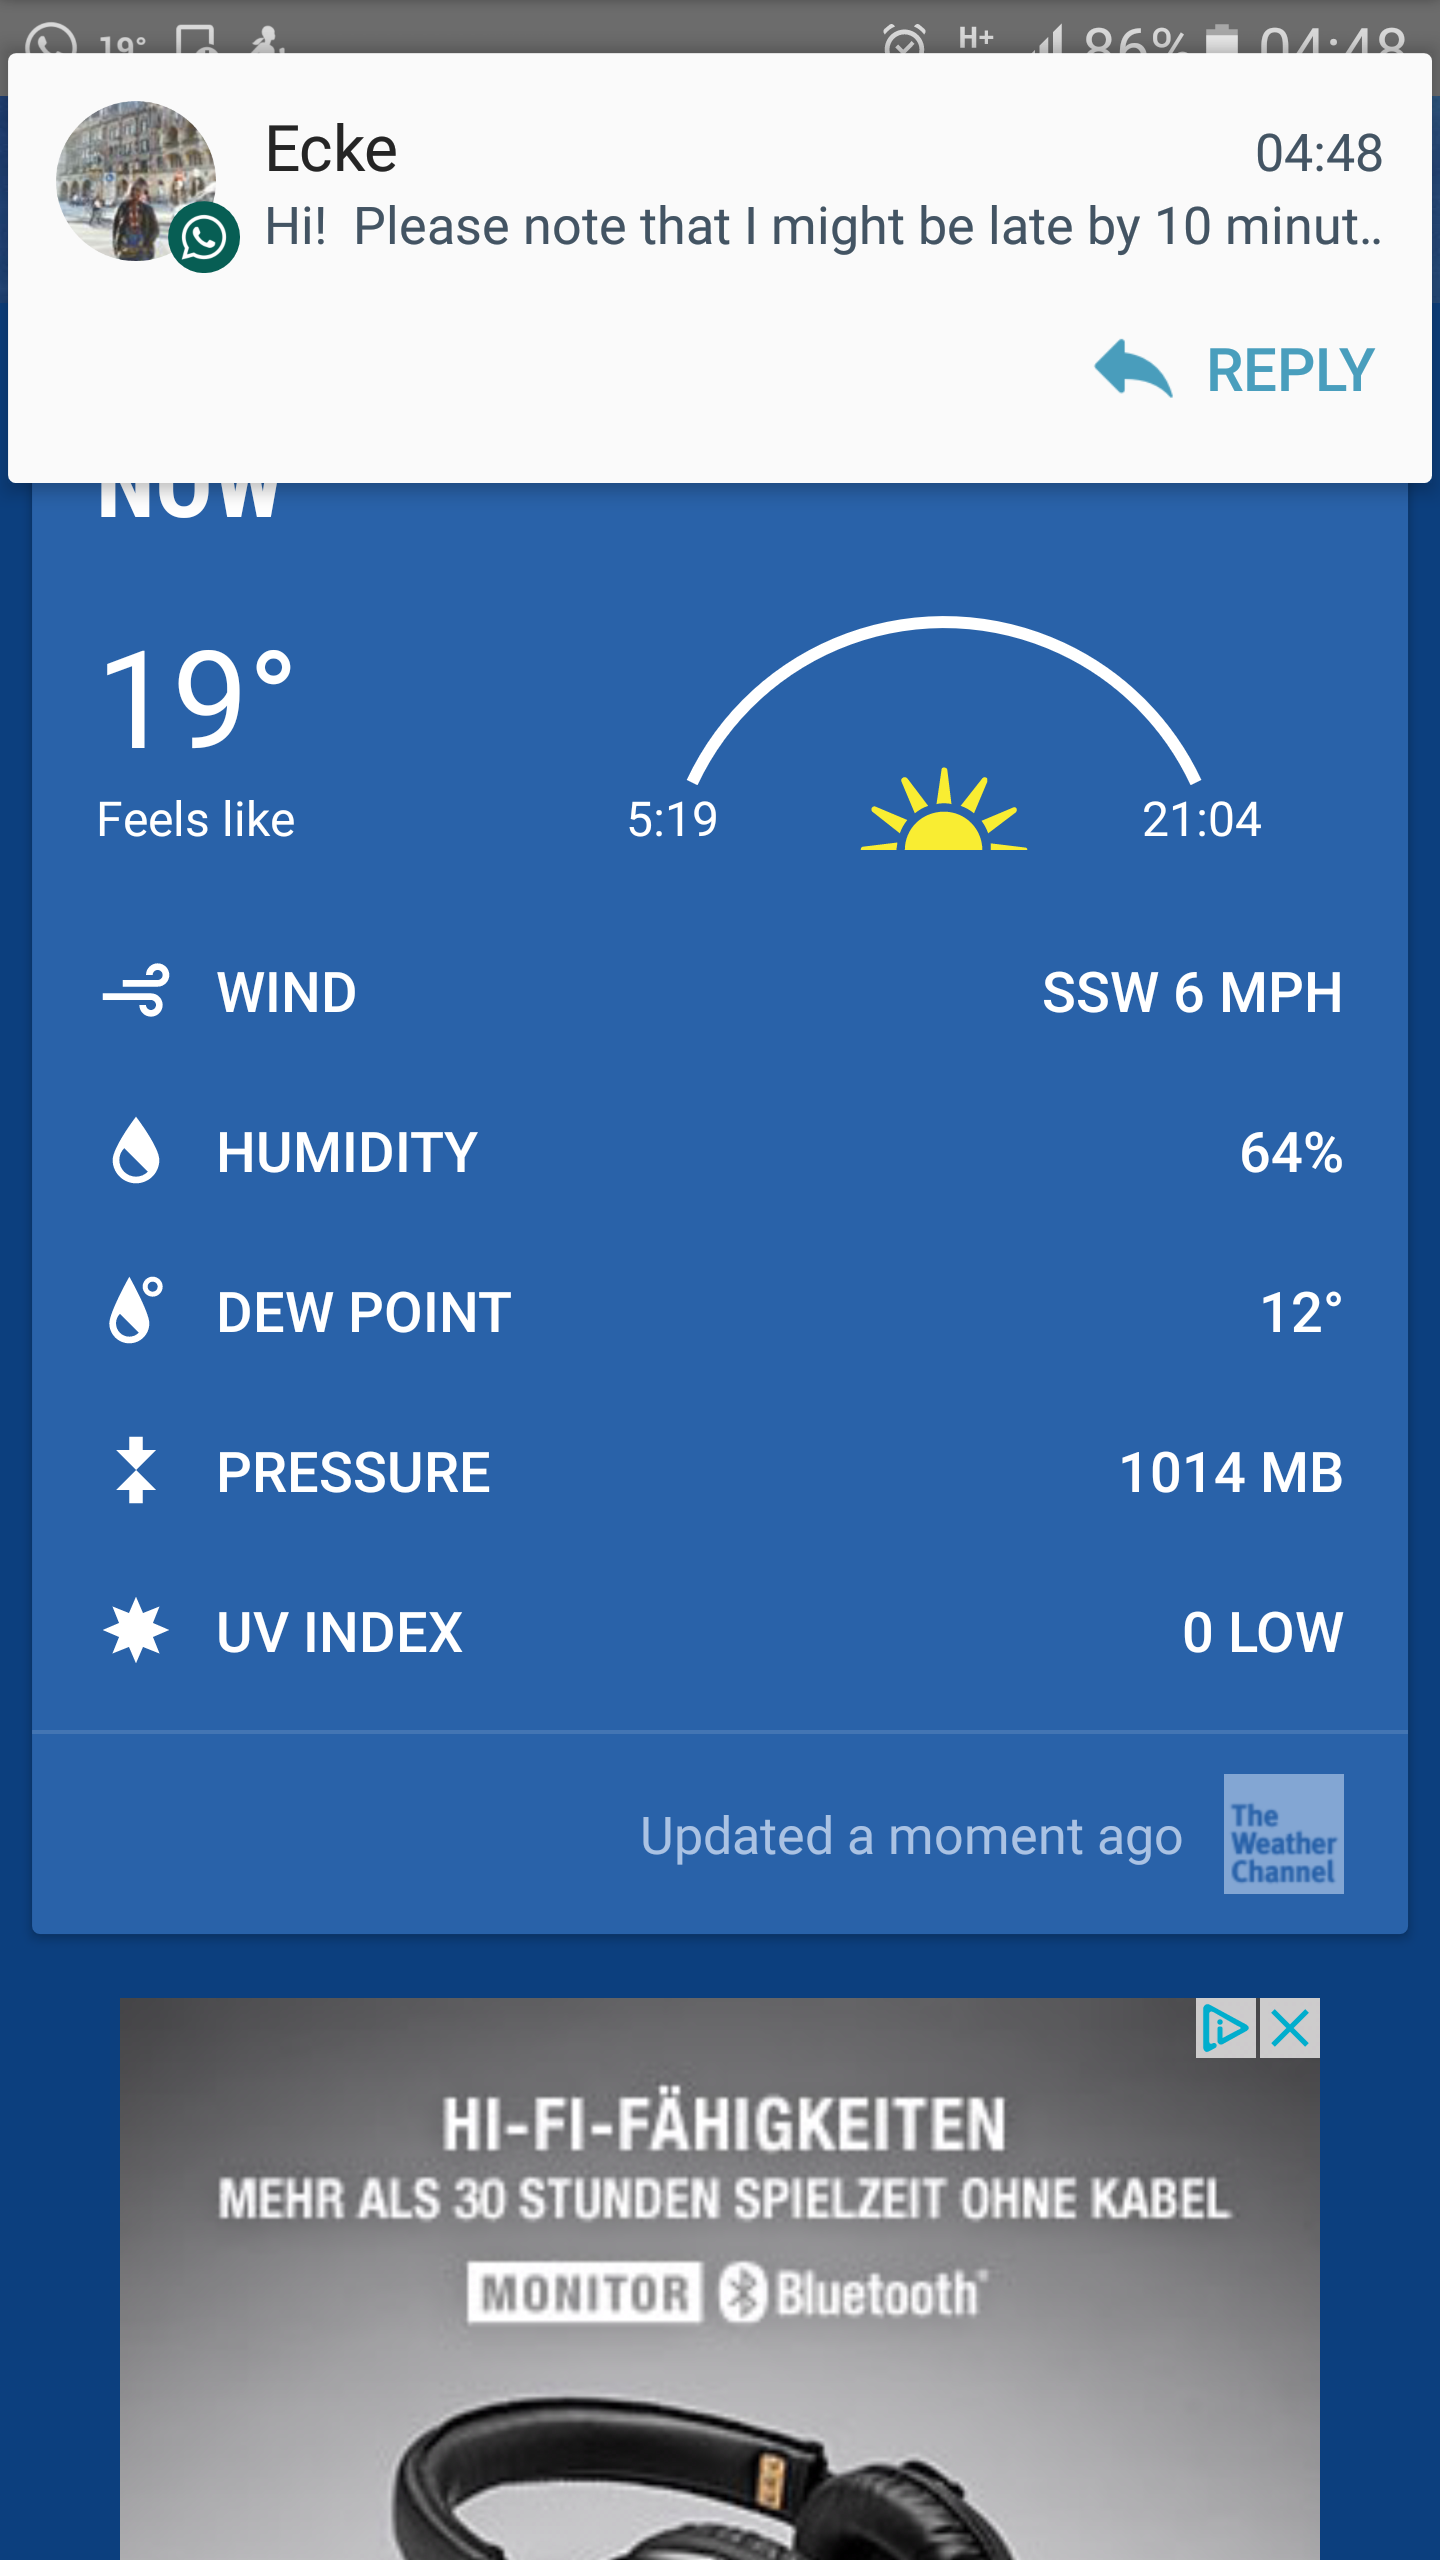 19° H+ 86% 04:48
Ecke 04:48
Hi!  Please note that I might be late by 10 minut..
REPLY
NOW
19°
Feels like
5:19 21:04
WIND SSW 6 MPH
HUMIDITY 64%
DEW POINT 12°
PRESSURE 1014 MB
UV INDEX 0 LOW
Updated a moment ago
The
Weather
Channel
HI-FI-FÄHIGKEITEN
MEHR ALS 30 STUNDEN SPIELZEIT OHNE KABEL
MONITOR Bluetooth®